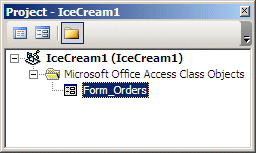 Project - IceCream1
IceCream1 (IceCream1)
Microsoft Office Access Class Objects
Form_Orders